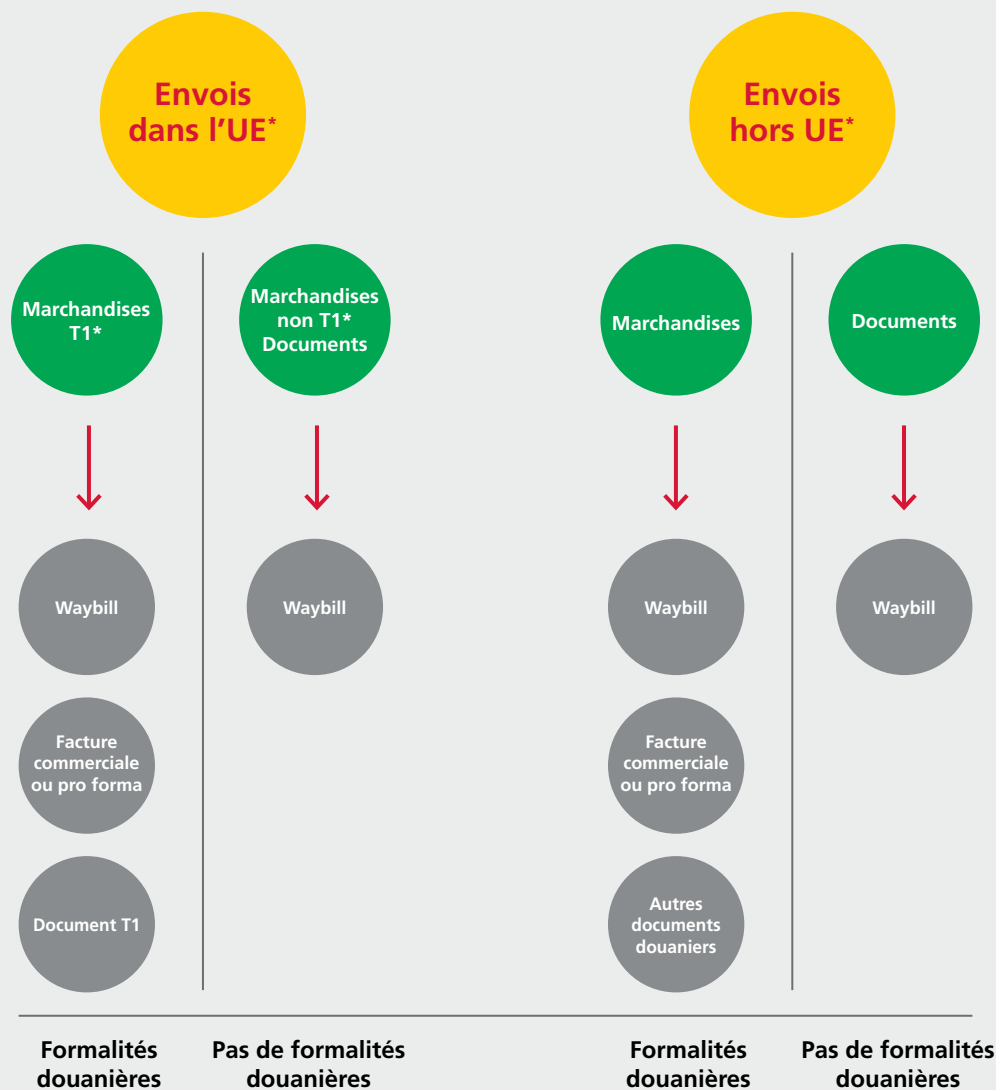 Envois
dans l'UE*
Envois
hors UE*
Marchandises
T1*
Marchandises
non T1*
Documents
Marchandises
Documents
Waybill
Waybill
Waybill
Waybill
Facture
commerciale
ou pro forma
Facture
commerciale
ou pro forma
Document T1
Autres
documents
douaniers
Formalités
douanières
Pas de formalités
douanières
Formalités
douanières
Pas de formalités
douanières